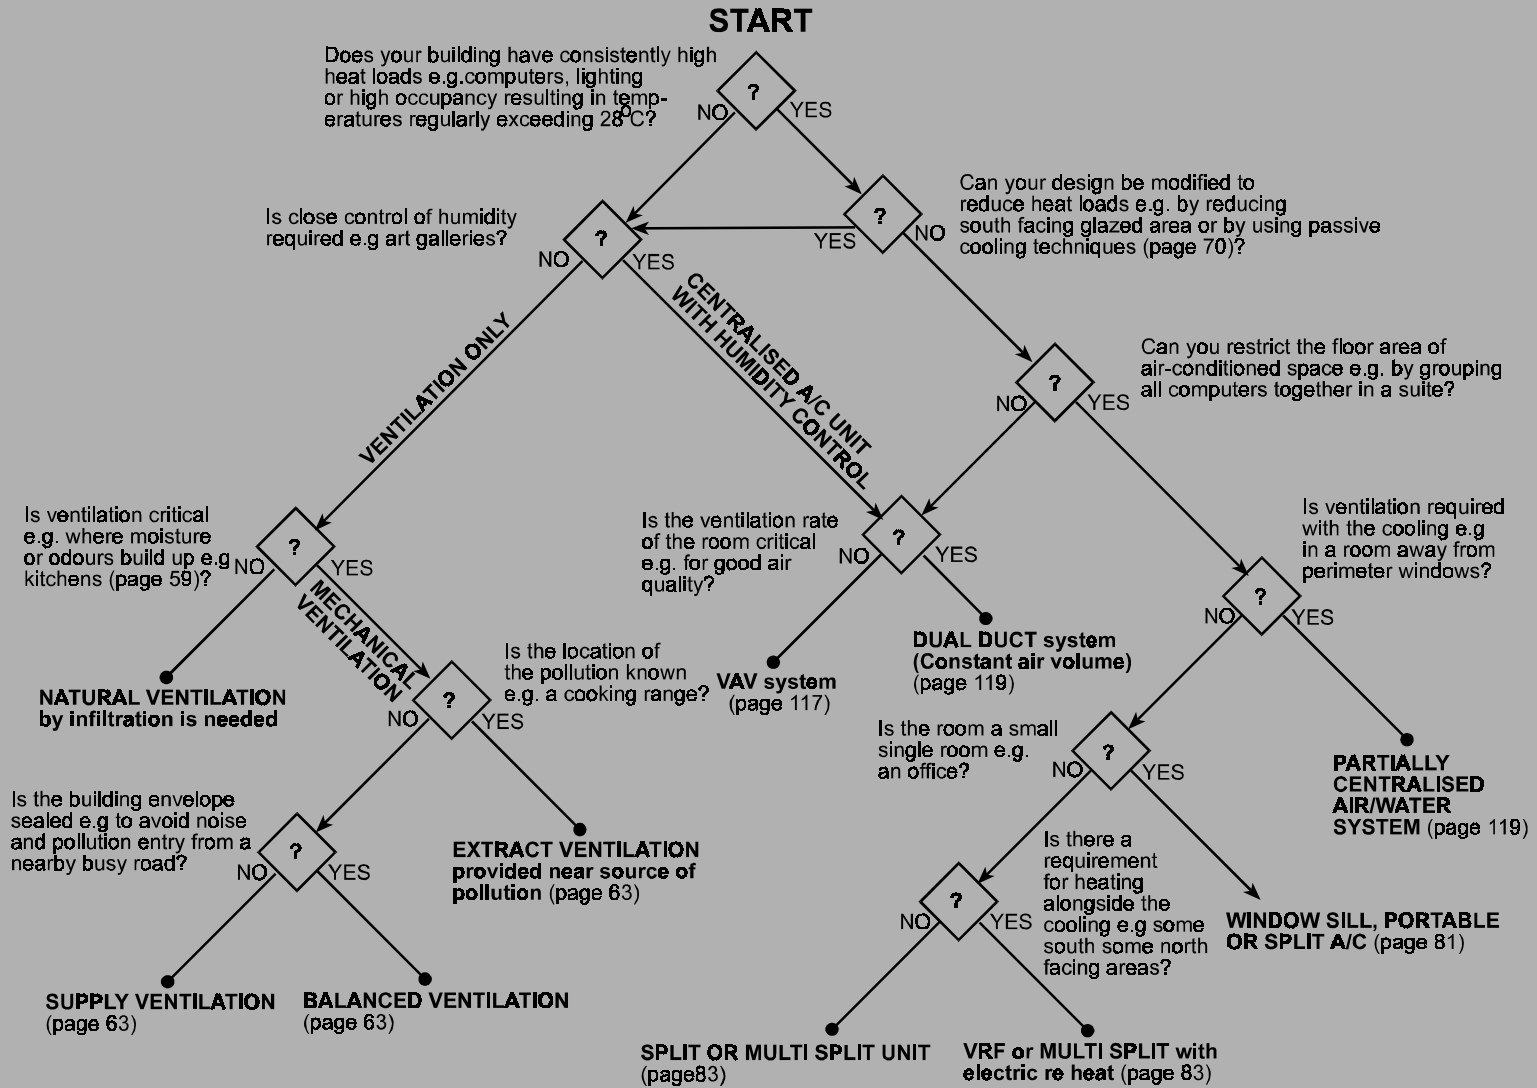 START
Does your building have consistently high
heat loads e.g.computers, lighting
or high occupancy resulting in temp-
eratures regularly exceeding 28°C?
?
NO
YES
Is close control of humidity
required e.g art galleries?
?
NO
YES
?
YES
NO
Can your design be modified to
reduce heat loads e.g. by reducing
south facing glazed area or by using passive
cooling techniques (page 70)?
VENTILATION ONLY
CENTRALISED A/C UNIT
WITH HUMIDITY CONTROL
?
NO
YES
Can you restrict the floor area of
air-conditioned space e.g. by grouping
all computers together in a suite?
Is ventilation critical
e.g. where moisture
or odours build up e.g
kitchens (page 59)?
?
NO
YES
Is the ventilation rate
of the room critical
e.g. for good air
quality?
?
NO
YES
Is ventilation required
with the cooling e.g
in a room away from
perimeter windows?
?
NO
YES
MECHANICAL
VENTILATION
NATURAL VENTILATION
by infiltration is needed
Is the location of
the pollution known
e.g. a cooking range?
?
NO
YES
VAV system
(page 117)
DUAL DUCT system
(Constant air volume)
(page 119)
Is the room a small
single room e.g.
an office?
?
NO
YES
PARTIALLY
CENTRALISED
AIR/WATER
SYSTEM (page 119)
Is the building envelope
sealed e.g to avoid noise
and pollution entry from a
nearby busy road?
?
NO
YES
EXTRACT VENTILATION
provided near source of
pollution (page 63)
Is there a
requirement
for heating
alongside the
cooling e.g some
south some north
facing areas?
?
NO
YES
WINDOW SILL, PORTABLE
OR SPLIT A/C (page 81)
SUPPLY VENTILATION
(page 63)
BALANCED VENTILATION
(page 63)
SPLIT OR MULTI SPLIT UNIT
(page83)
VRF or MULTI SPLIT with
electric re heat (page 83)